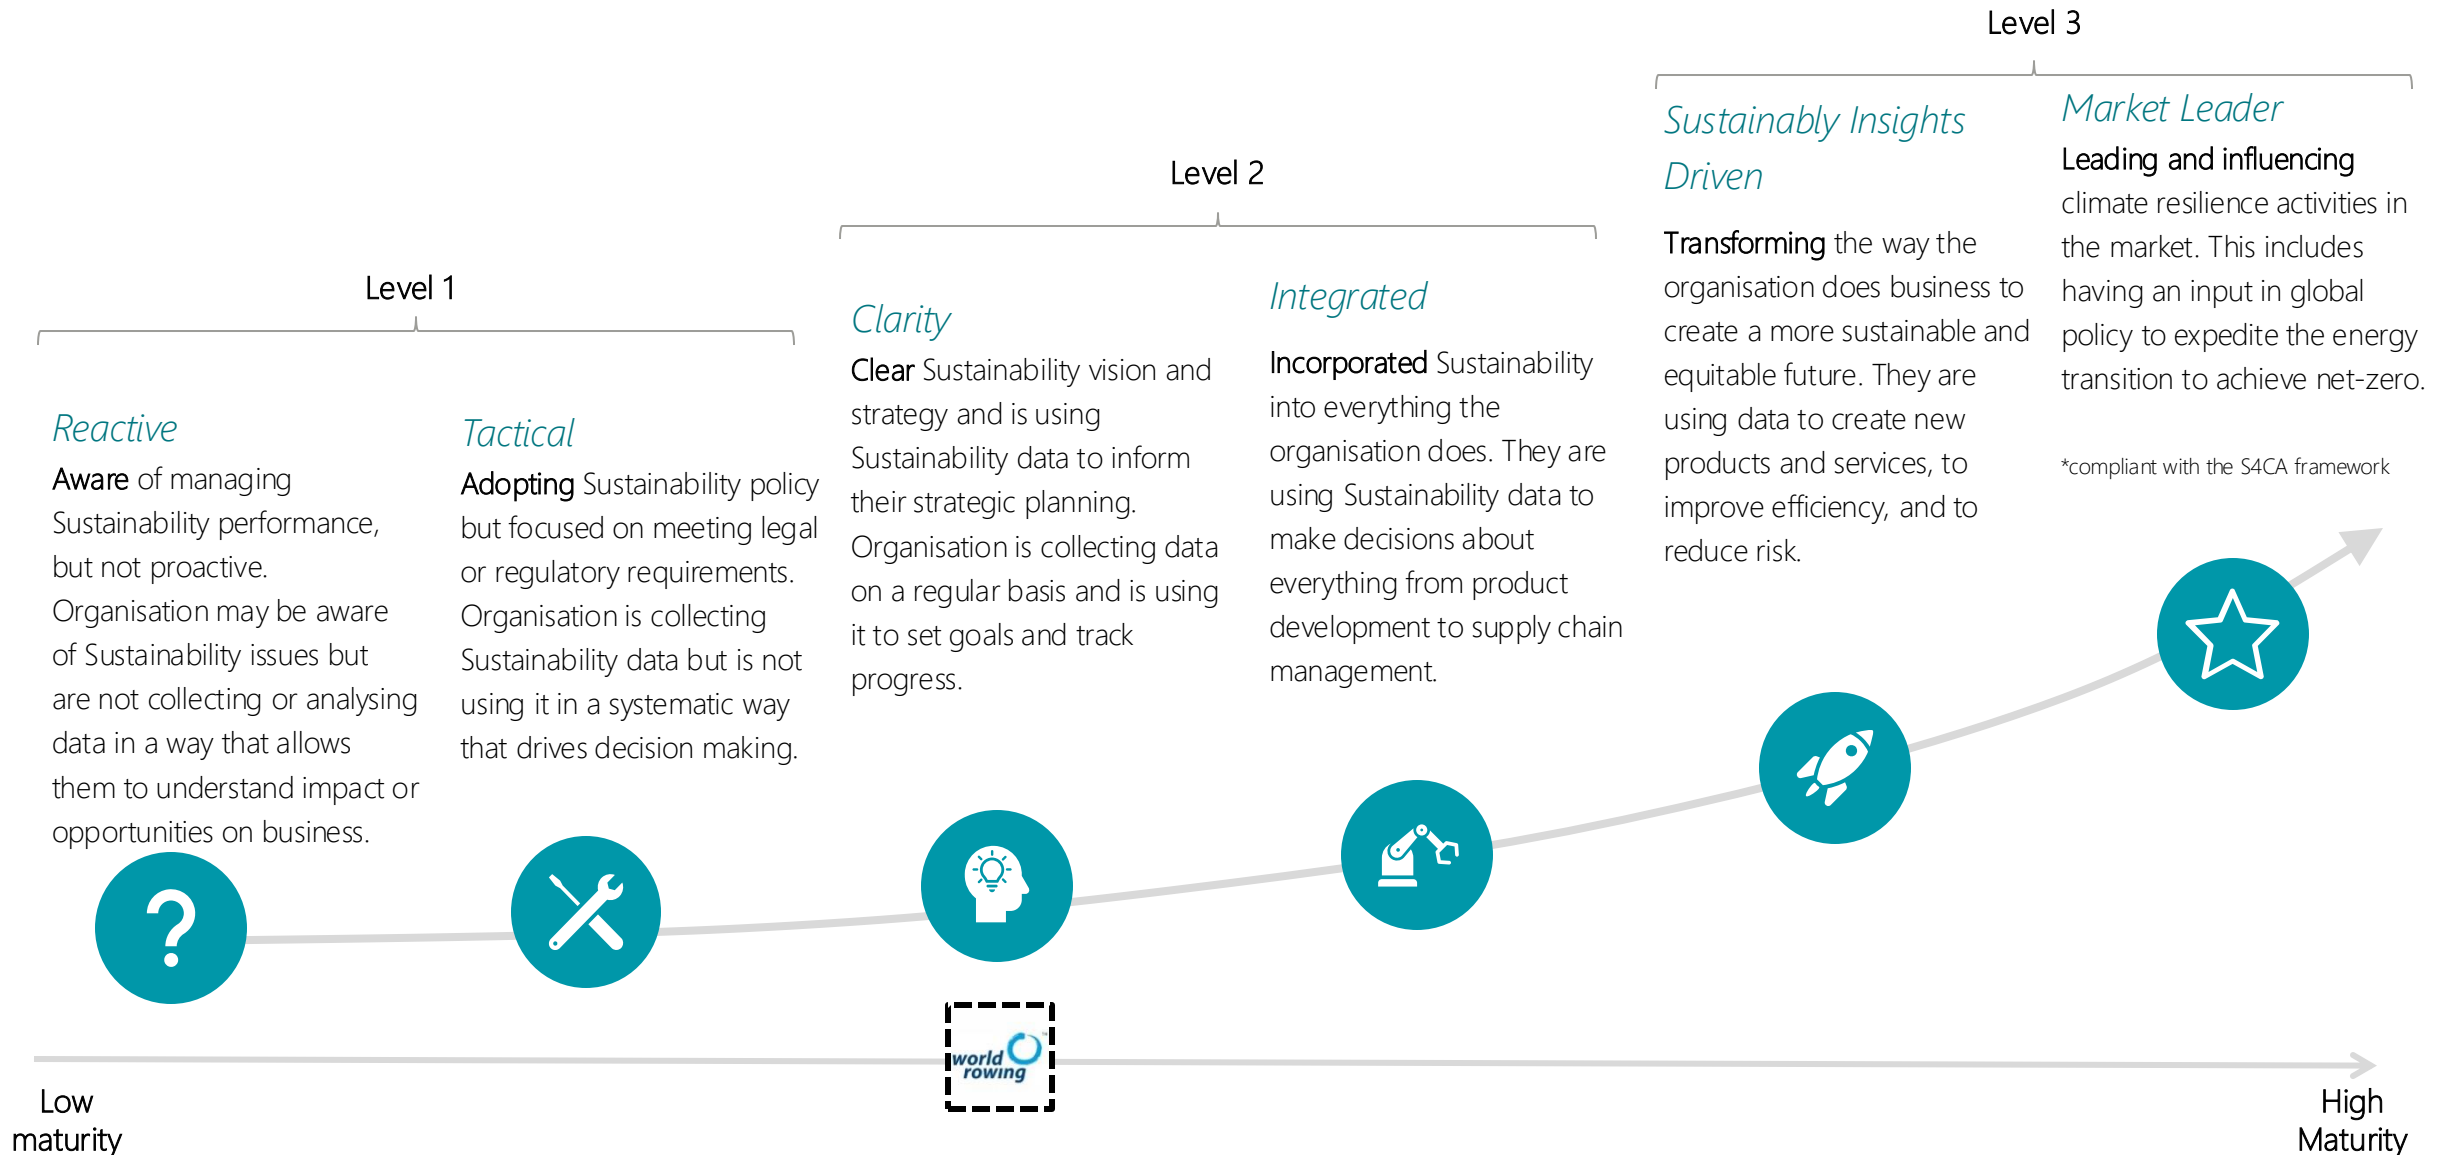 Level 1
Reactive
Aware of managing
Sustainability performance,
but not proactive.
Organisation may be aware
of Sustainability issues but
are not collecting or analysing
data in a way that allows
them to understand impact or
opportunities on business.
Tactical
Adopting Sustainability policy
but focused on meeting legal
or regulatory requirements.
Organisation is collecting
Sustainability data but is not
using it in a systematic way
that drives decision making.
Level 2
Clarity
Clear Sustainability vision and
strategy and is using
Sustainability data to inform
their strategic planning.
Organisation is collecting data
on a regular basis and is using
it to set goals and track
progress.
Integrated
Incorporated Sustainability
into everything the
organisation does. They are
using Sustainability data to
make decisions about
everything from product
development to supply chain
management.
Level 3
Sustainably Insights
Driven
Transforming the way the
organisation does business to
create a more sustainable and
equitable future. They are
using data to create new
products and services, to
improve efficiency, and to
reduce risk.
Market Leader
Leading and influencing
climate resilience activities in
the market. This includes
having an input in global
policy to expedite the energy
transition to achieve net-zero.
*compliant with the S4CA framework
world
rowing
Low
maturity
High
Maturity